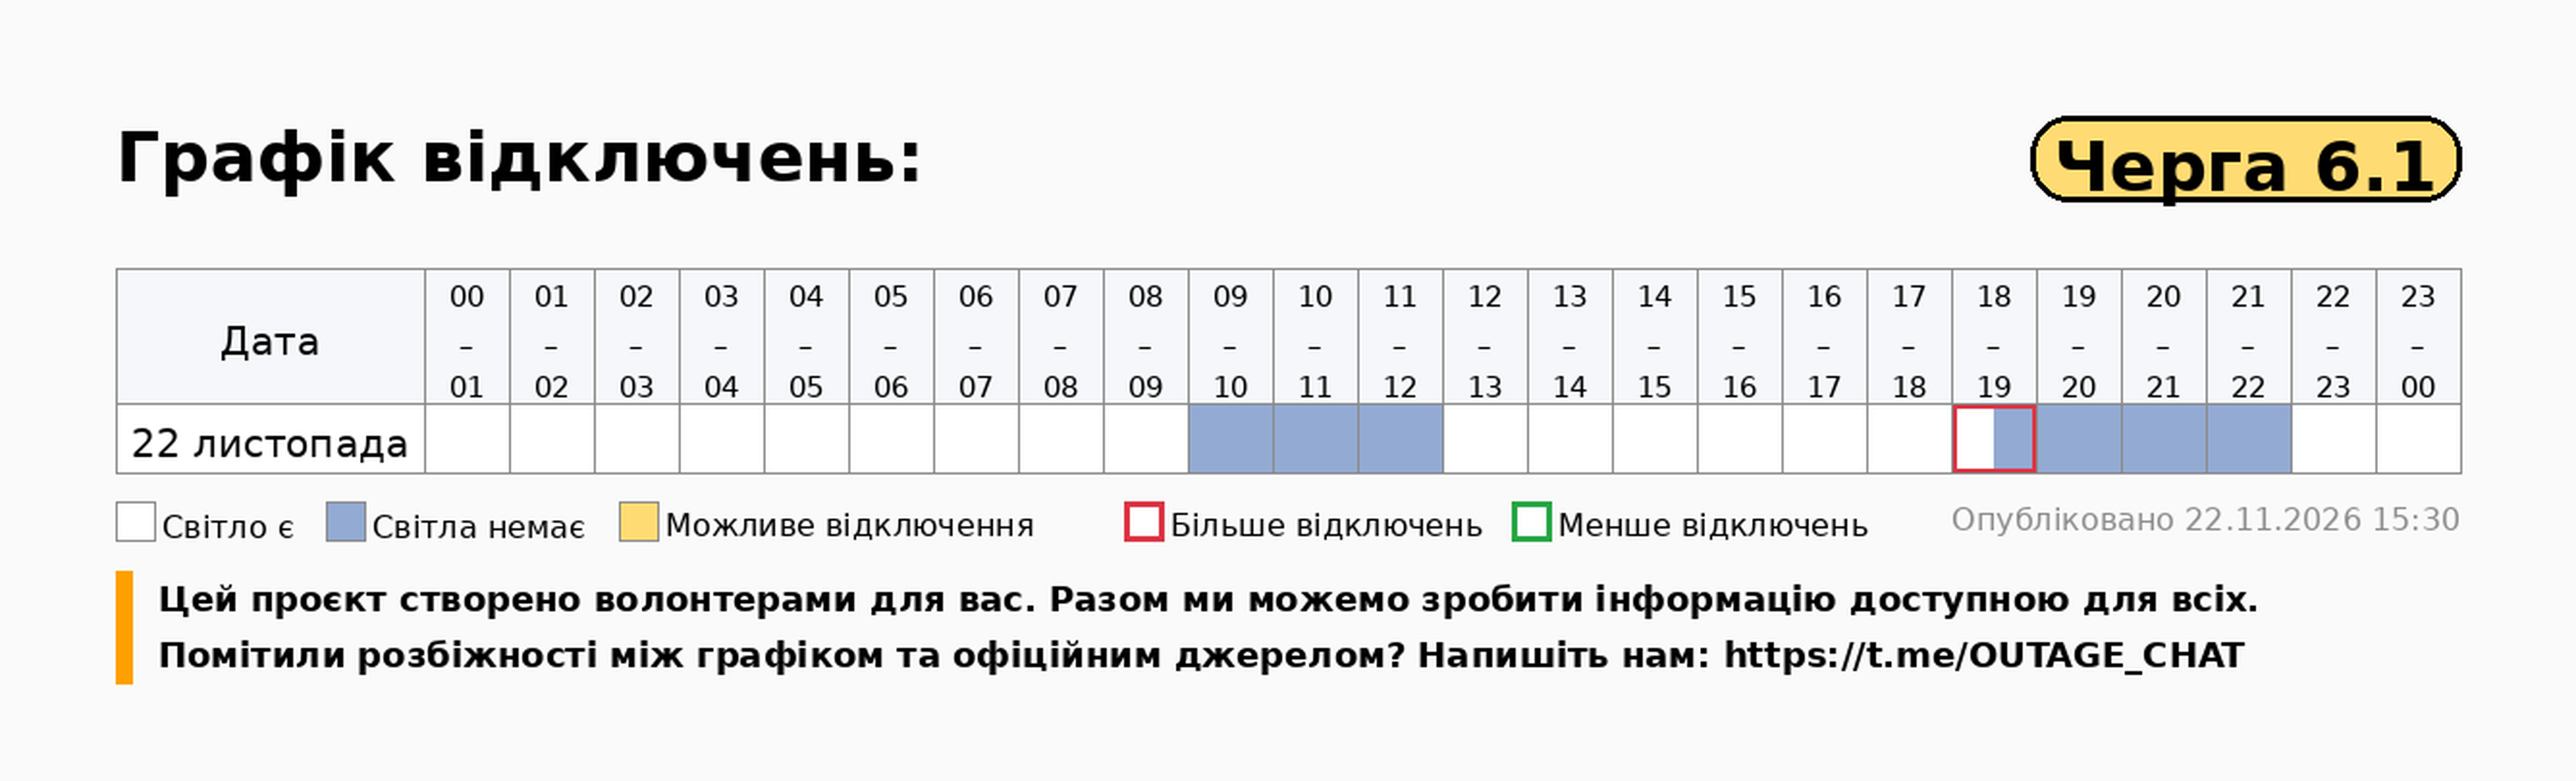 Графік відключень:
Черга 6.1
Дата
00 – 01
01 – 02
02 – 03
03 – 04
04 – 05
05 – 06
06 – 07
07 – 08
08 – 09
09 – 10
10 – 11
11 – 12
12 – 13
13 – 14
14 – 15
15 – 16
16 – 17
17 – 18
18 – 19
19 – 20
20 – 21
21 – 22
22 – 23
23 – 00
22 листопада
Світло є
Світла немає
Можливе відключення
Більше відключень
Менше відключень
Опубліковано 22.11.2026 15:30
Цей проєкт створено волонтерами для вас. Разом ми можемо зробити інформацію доступною для всіх.
Помітили розбіжності між графіком та офіційним джерелом? Напишіть нам: https://t.me/OUTAGE_CHAT